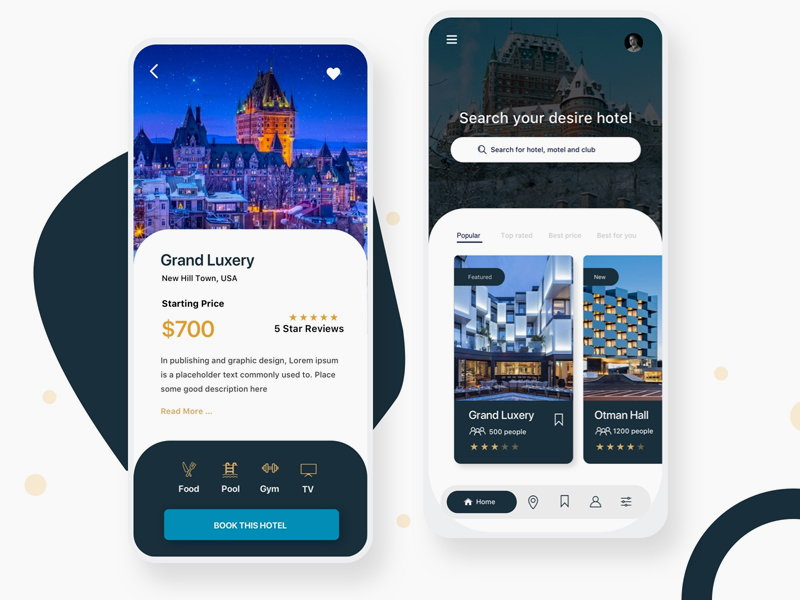 Grand Luxery
New Hill Town, USA
Starting Price
$700
5 Star Reviews
In publishing and graphic design, Lorem ipsum
is a placeholder text commonly used to. Place
some good description here
Read More ...
Food
Pool
Gym
TV
BOOK THIS HOTEL
Search your desire hotel
Search for hotel, motel and club
Popular
Top rated
Best price
Best for you
Featured
New
Grand Luxery
500 people
Otman Hall
1200 people
Home